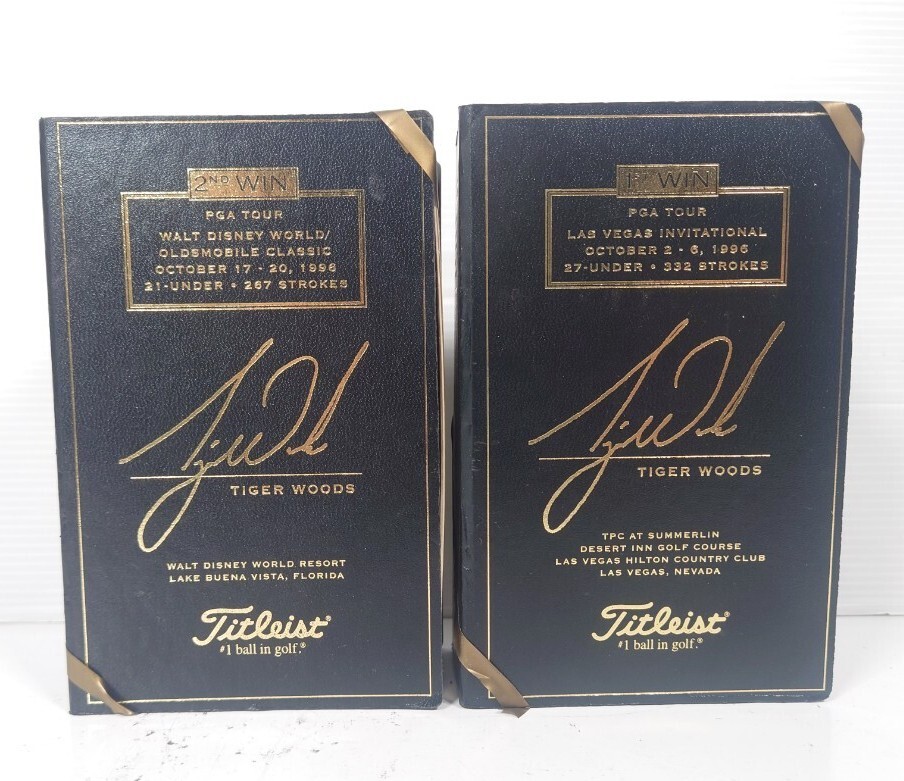 2ND WIN
PGA TOUR
WALT DISNEY WORLD/
OLDSMOBILE CLASSIC
OCTOBER 17 - 20, 1996
21-UNDER • 267 STROKES
TIGER WOODS
WALT DISNEY WORLD RESORT
LAKE BUENA VISTA, FLORIDA
Titleist®
#1 ball in golf.®
1ST WIN
PGA TOUR
LAS VEGAS INVITATIONAL
OCTOBER 2 - 6, 1996
27-UNDER • 332 STROKES
TIGER WOODS
TPC AT SUMMERLIN
DESERT INN GOLF COURSE
LAS VEGAS HILTON COUNTRY CLUB
LAS VEGAS, NEVADA
Titleist®
#1 ball in golf.®